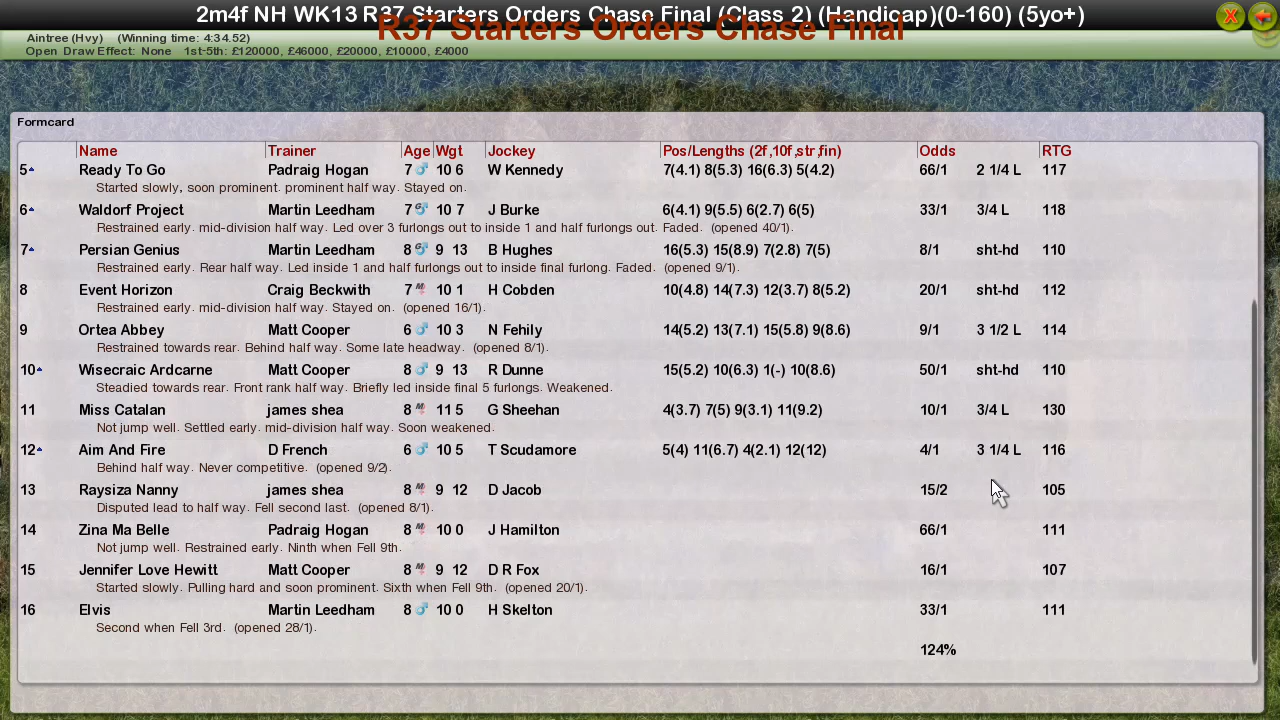 2m4f NH WK13 R37 Starters Orders Chase Final (Class 2) (Handicap)(0-160) (5yo+)
R37 Starters Orders Chase Final
Aintree (Hvy) (Winning time: 4:34.52)
Open Draw Effect: None 1st-5th: £120000, £46000, £20000, £10000, £4000
Formcard
Name Trainer Age Wgt Jockey Pos/Lengths (2f,10f,str,fin) Odds RTG
5 Ready To Go Padraig Hogan 7 10 6 W Kennedy 7(4.1) 8(5.3) 16(6.3) 5(4.2) 66/1 2 1/4 L 117
Started slowly, soon prominent. prominent half way. Stayed on.
6 Waldorf Project Martin Leedham 7 10 7 J Burke 6(4.1) 9(5.5) 6(2.7) 6(5) 33/1 3/4 L 118
Restrained early. mid-division half way. Led over 3 furlongs out to inside 1 and half furlongs out. Faded. (opened 40/1).
7 Persian Genius Martin Leedham 8 9 13 B Hughes 16(5.3) 15(8.9) 7(2.8) 7(5) 8/1 sht-hd 110
Restrained early. Rear half way. Led inside 1 and half furlongs out to inside final furlong. Faded. (opened 9/1).
8 Event Horizon Craig Beckwith 7 10 1 H Cobden 10(4.8) 14(7.3) 12(3.7) 8(5.2) 20/1 sht-hd 112
Restrained early. mid-division half way. Stayed on. (opened 16/1).
9 Ortea Abbey Matt Cooper 6 10 3 N Fehily 14(5.2) 13(7.1) 15(5.8) 9(8.6) 9/1 3 1/2 L 114
Restrained towards rear. Behind half way. Some late headway. (opened 8/1).
10 Wisecraic Ardcarne Matt Cooper 8 9 13 R Dunne 15(5.2) 10(6.3) 1(-) 10(8.6) 50/1 sht-hd 110
Steadied towards rear. Front rank half way. Briefly led inside final 5 furlongs. Weakened.
11 Miss Catalan james shea 8 11 5 G Sheehan 4(3.7) 7(5) 9(3.1) 11(9.2) 10/1 3/4 L 130
Not jump well. Settled early. mid-division half way. Soon weakened.
12 Aim And Fire D French 6 10 5 T Scudamore 5(4) 11(6.7) 4(2.1) 12(12) 4/1 3 1/4 L 116
Behind half way. Never competitive. (opened 9/2).
13 Raysiza Nanny james shea 8 9 12 D Jacob 15/2 105
Disputed lead to half way. Fell second last. (opened 8/1).
14 Zina Ma Belle Padraig Hogan 8 10 0 J Hamilton 66/1 111
Not jump well. Restrained early. Ninth when Fell 9th.
15 Jennifer Love Hewitt Matt Cooper 8 9 12 D R Fox 16/1 107
Started slowly. Pulling hard and soon prominent. Sixth when Fell 9th. (opened 20/1).
16 Elvis Martin Leedham 8 10 0 H Skelton 33/1 111
Second when Fell 3rd. (opened 28/1).
124%